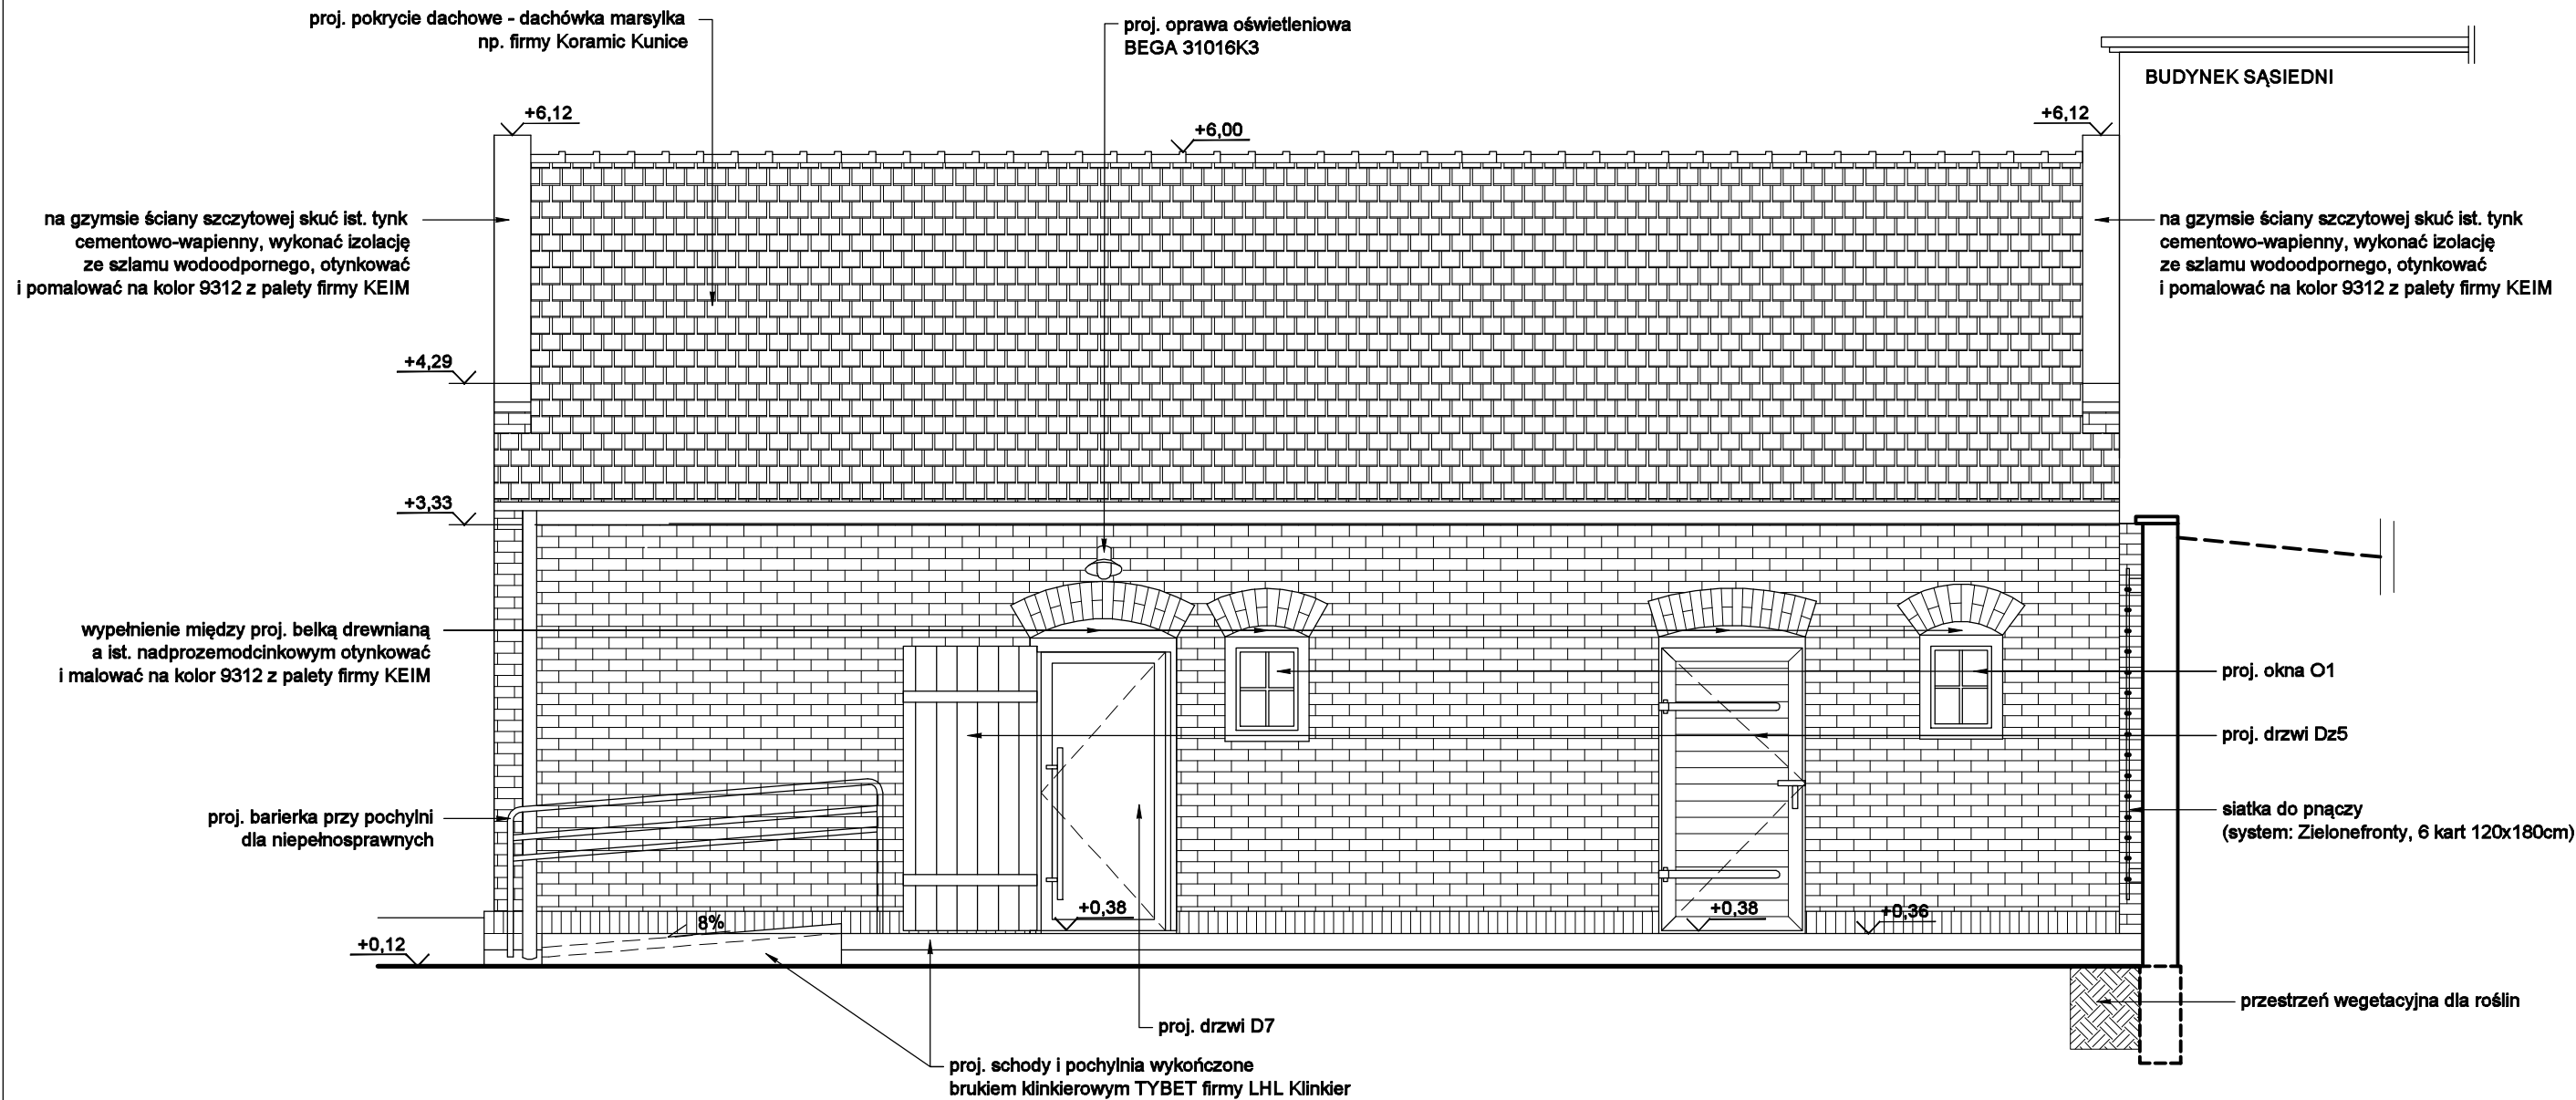 proj. pokrycie dachowe - dachówka marsylka
np. firmy Koramic Kunice
proj. oprawa oświetleniowa
BEGA 31016K3
BUDYNEK SĄSIEDNI
+6,12
+6,00
+6,12
na gzymsie ściany szczytowej skuć ist. tynk
cementowo-wapienny, wykonać izolację
ze szlamu wodoodpornego, otynkować
i pomalować na kolor 9312 z palety firmy KEIM
na gzymsie ściany szczytowej skuć ist. tynk
cementowo-wapienny, wykonać izolację
ze szlamu wodoodpornego, otynkować
i pomalować na kolor 9312 z palety firmy KEIM
+4,29
+3,33
wypełnienie między proj. belką drewnianą
a ist. nadprozemodcinkowym otynkować
i malować na kolor 9312 z palety firmy KEIM
proj. okna O1
proj. drzwi Dz5
proj. barierka przy pochylni
dla niepełnosprawnych
siatka do pnączy
(system: Zielonefronty, 6 kart 120x180cm)
+0,38
+0,38
+0,36
8%
+0,12
przestrzeń wegetacyjna dla roślin
proj. drzwi D7
proj. schody i pochylnia wykończone
brukiem klinkierowym TYBET firmy LHL Klinkier